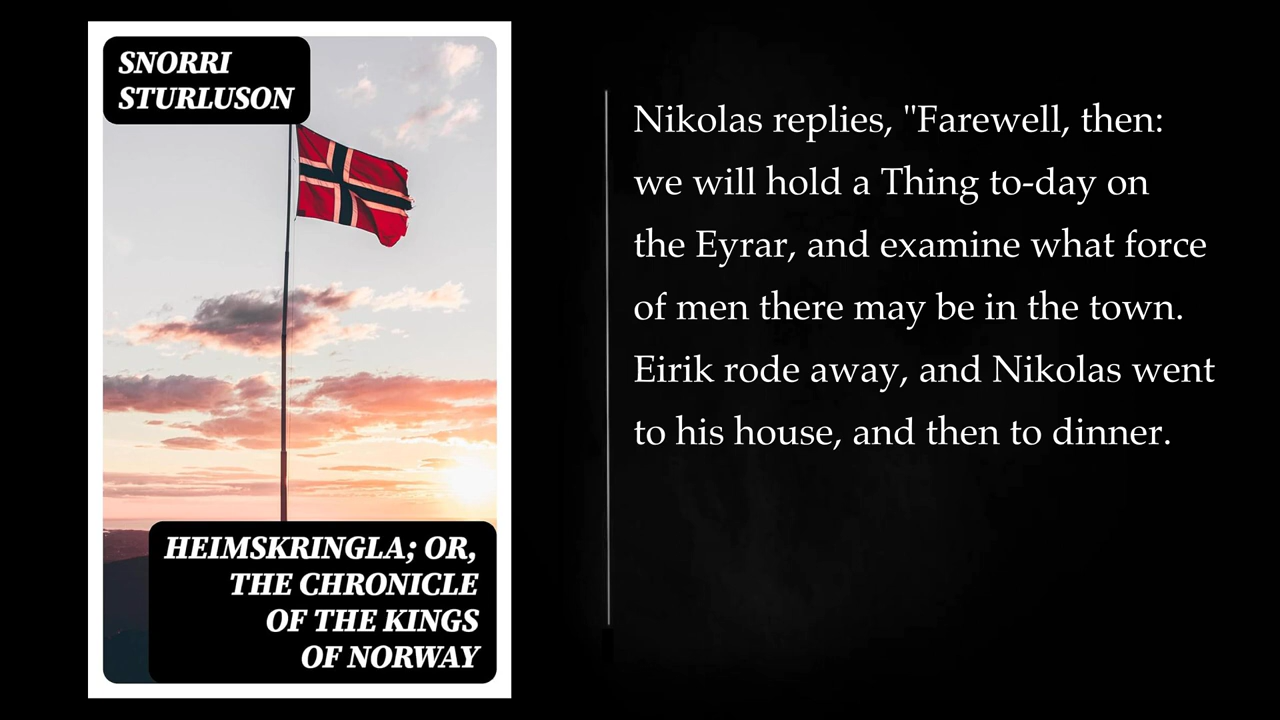 SNORRI
STURLUSON
HEIMSKRINGLA; OR,
THE CHRONICLE
OF THE KINGS
OF NORWAY
Nikolas replies, "Farewell, then:
we will hold a Thing to-day on
the Eyrar, and examine what force
of men there may be in the town.
Eirik rode away, and Nikolas went
to his house, and then to dinner.